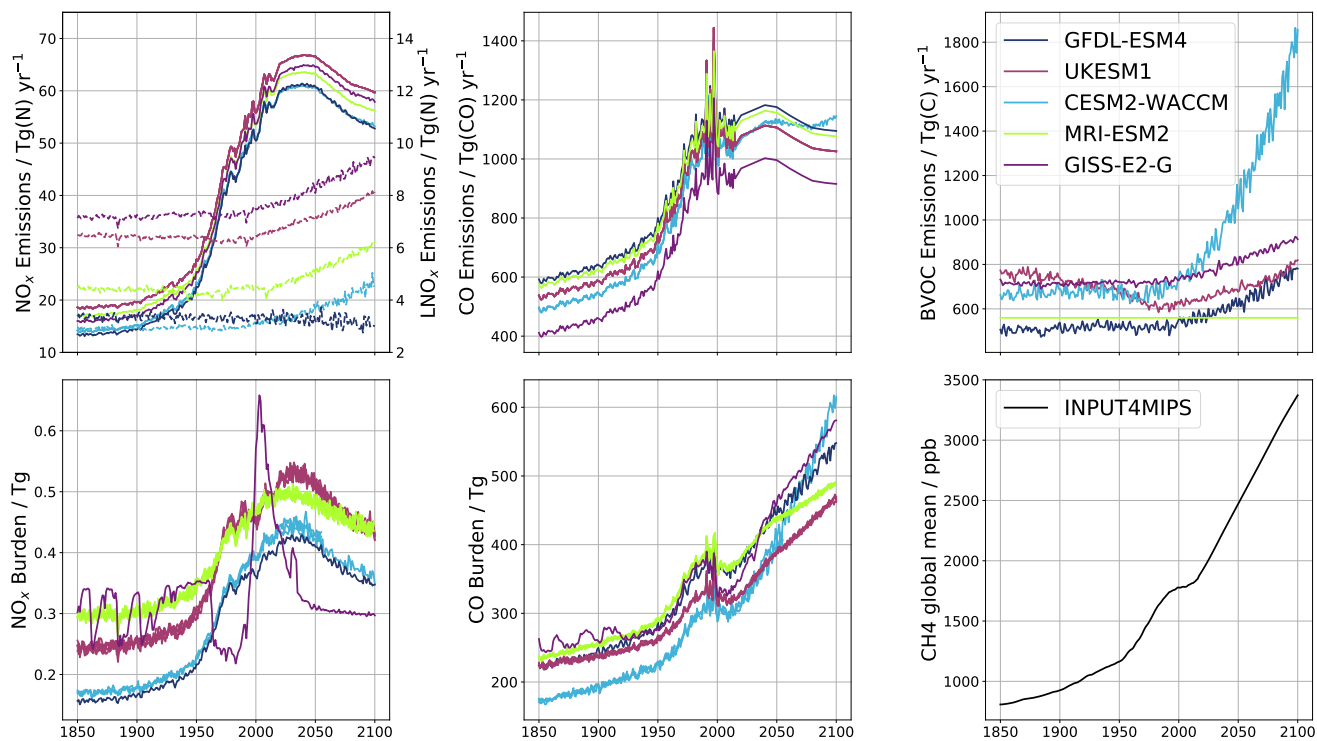 NOₓ Emissions / Tg(N) yr⁻¹
70
60
50
40
30
20
10
14
12
10
8
6
4
2
LNOₓ Emissions / Tg(N) yr⁻¹
CO Emissions / Tg(CO) yr⁻¹
1400
1200
1000
800
600
400
BVOC Emissions / Tg(C) yr⁻¹
1800
1600
1400
1200
1000
800
600
GFDL-ESM4
UKESM1
CESM2-WACCM
MRI-ESM2
GISS-E2-G
NOₓ Burden / Tg
0.6
0.5
0.4
0.3
0.2
1850 1900 1950 2000 2050 2100
CO Burden / Tg
600
500
400
300
200
1850 1900 1950 2000 2050 2100
CH4 global mean / ppb
3500
3000
2500
2000
1500
1000
INPUT4MIPS
1850 1900 1950 2000 2050 2100